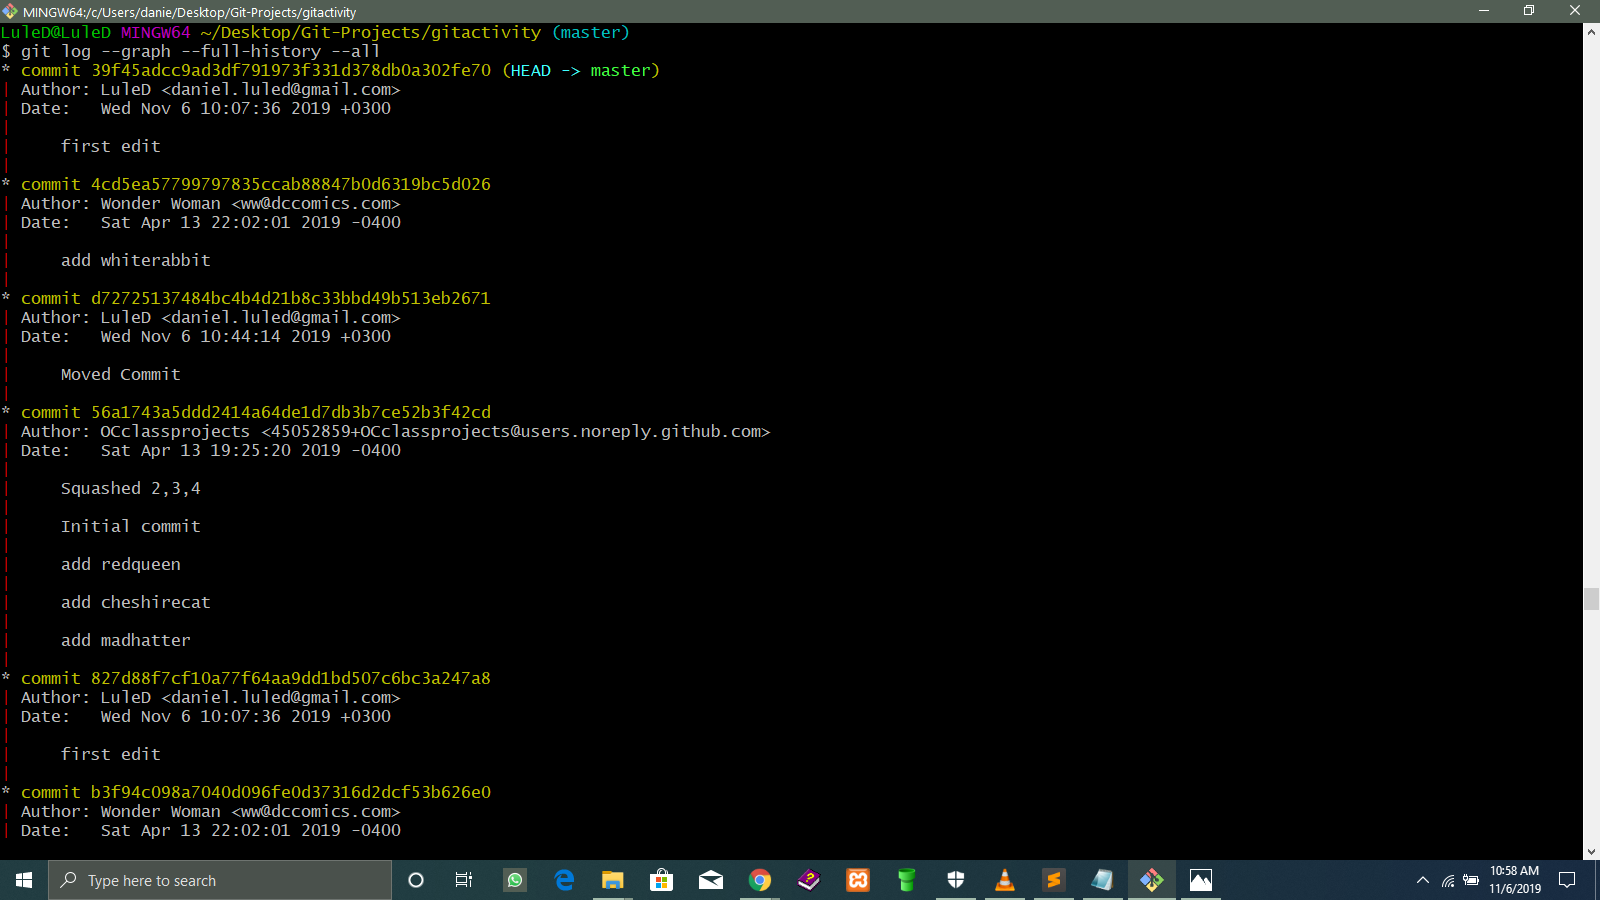 MINGW64:/c/Users/danie/Desktop/Git-Projects/gitactivity
LuleD@LuleD MINGW64 ~/Desktop/Git-Projects/gitactivity (master)
$ git log --graph --full-history --all
* commit 39f45adcc9ad3df791973f331d378db0a302fe70 (HEAD -> master)
| Author: LuleD <daniel.luled@gmail.com>
| Date:   Wed Nov 6 10:07:36 2019 +0300
|
|     first edit
|
* commit 4cd5ea57799797835ccab88847b0d6319bc5d026
| Author: Wonder Woman <ww@dccomics.com>
| Date:   Sat Apr 13 22:02:01 2019 -0400
|
|     add whiterabbit
|
* commit d72725137484bc4b4d21b8c33bbd49b513eb2671
| Author: LuleD <daniel.luled@gmail.com>
| Date:   Wed Nov 6 10:44:14 2019 +0300
|
|     Moved Commit
|
* commit 56a1743a5ddd2414a64de1d7db3b7ce52b3f42cd
| Author: OCclassprojects <45052859+OCclassprojects@users.noreply.github.com>
| Date:   Sat Apr 13 19:25:20 2019 -0400
|
|     Squashed 2,3,4
|
|     Initial commit
|
|     add redqueen
|
|     add cheshirecat
|
|     add madhatter
|
* commit 827d88f7cf10a77f64aa9dd1bd507c6bc3a247a8
| Author: LuleD <daniel.luled@gmail.com>
| Date:   Wed Nov 6 10:07:36 2019 +0300
|
|     first edit
|
* commit b3f94c098a7040d096fe0d37316d2dcf53b626e0
| Author: Wonder Woman <ww@dccomics.com>
| Date:   Sat Apr 13 22:02:01 2019 -0400
Type here to search
10:58 AM
11/6/2019